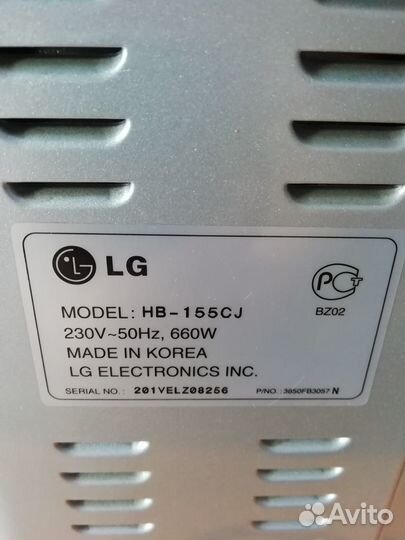 LG
PCT
BZ02
MODEL: HB-155CJ
230V~50Hz, 660W
MADE IN KOREA
LG ELECTRONICS INC.
SERIAL NO.: 201VELZ08256 P/NO.: 3850FB3057 N
Avito